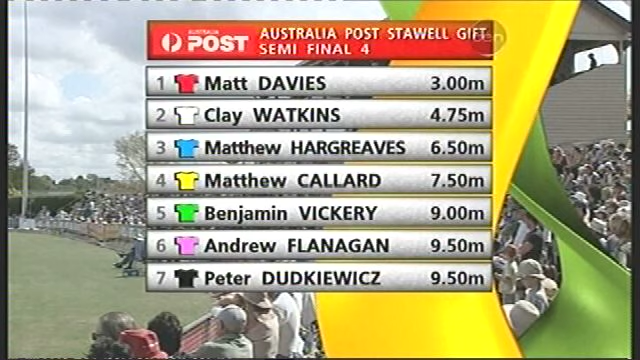 AUSTRALIA POST
AUSTRALIA POST STAWELL GIFT
SEMI FINAL 4
1 Matt DAVIES 3.00m
2 Clay WATKINS 4.75m
3 Matthew HARGREAVES 6.50m
4 Matthew CALLARD 7.50m
5 Benjamin VICKERY 9.00m
6 Andrew FLANAGAN 9.50m
7 Peter DUDKIEWICZ 9.50m